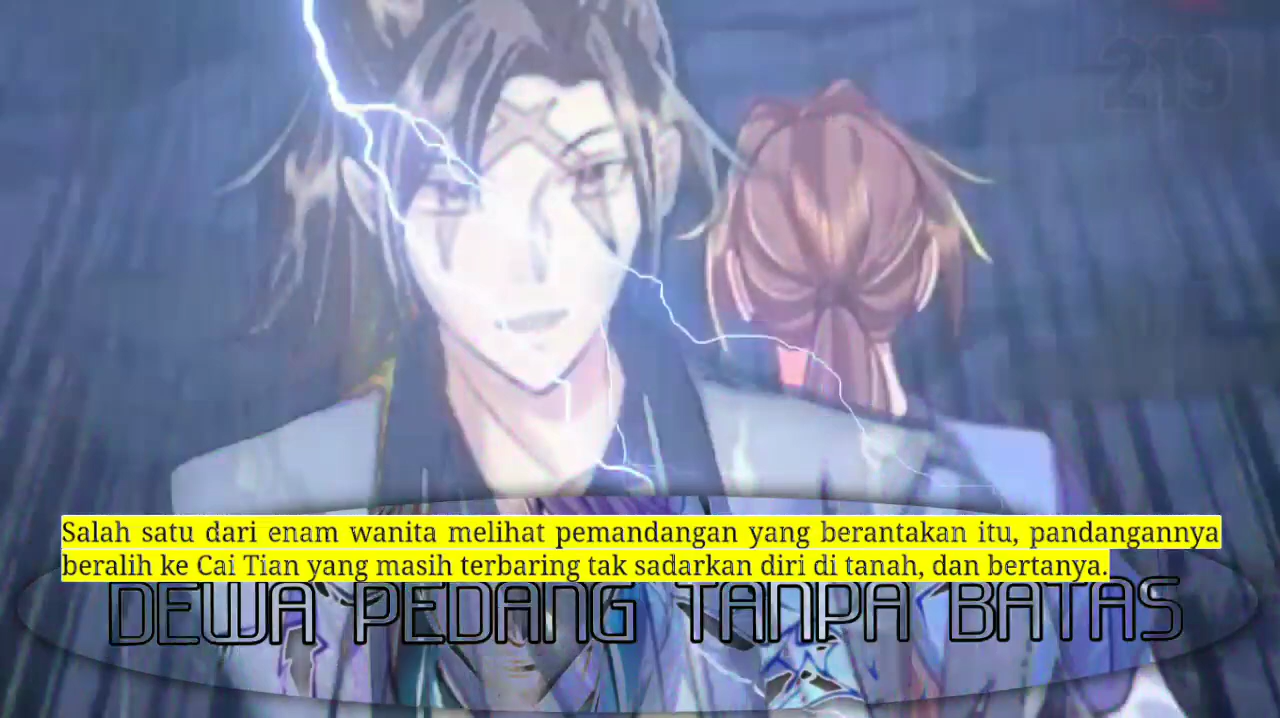 219
Salah satu dari enam wanita melihat pemandangan yang berantakan itu, pandangannya
beralih ke Cai Tian yang masih terbaring tak sadarkan diri di tanah, dan bertanya.
DEWA PEDANG TANPA BATAS